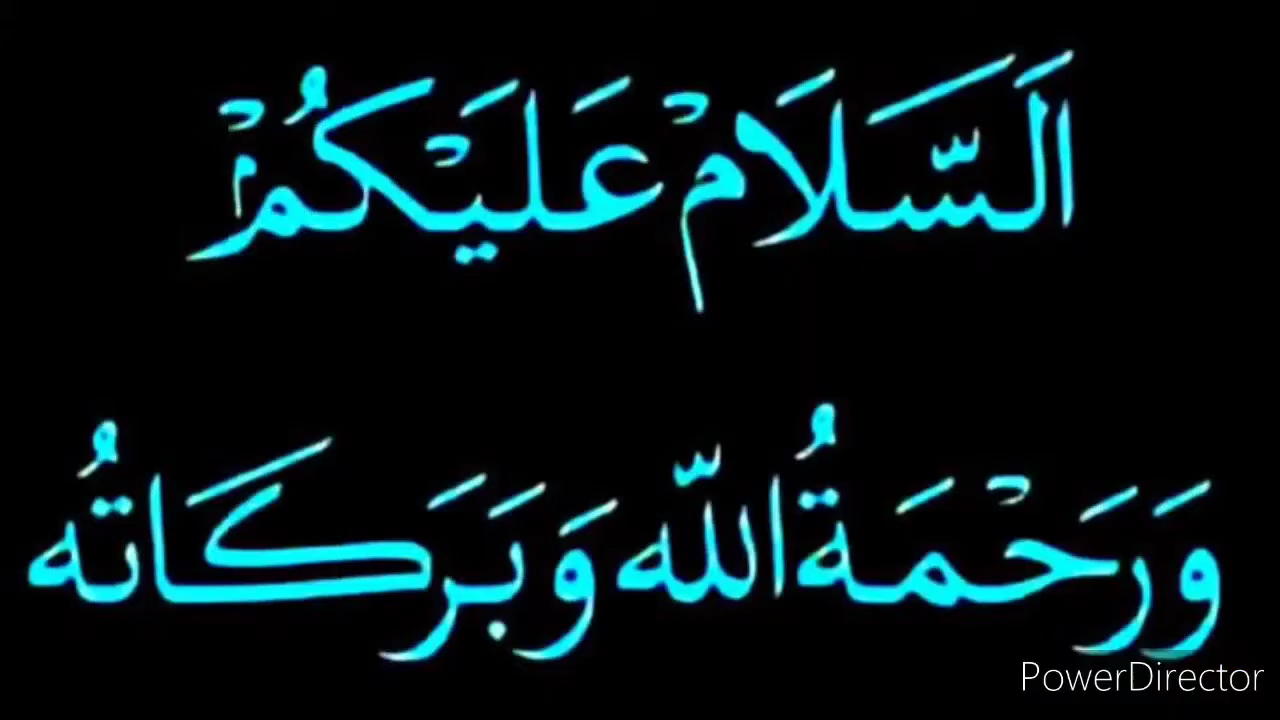 اَلسَّلَامْ عَلَيْكُمْ
وَرَحْمَةُ اللّه وَبَرَكَاتُه
PowerDirector